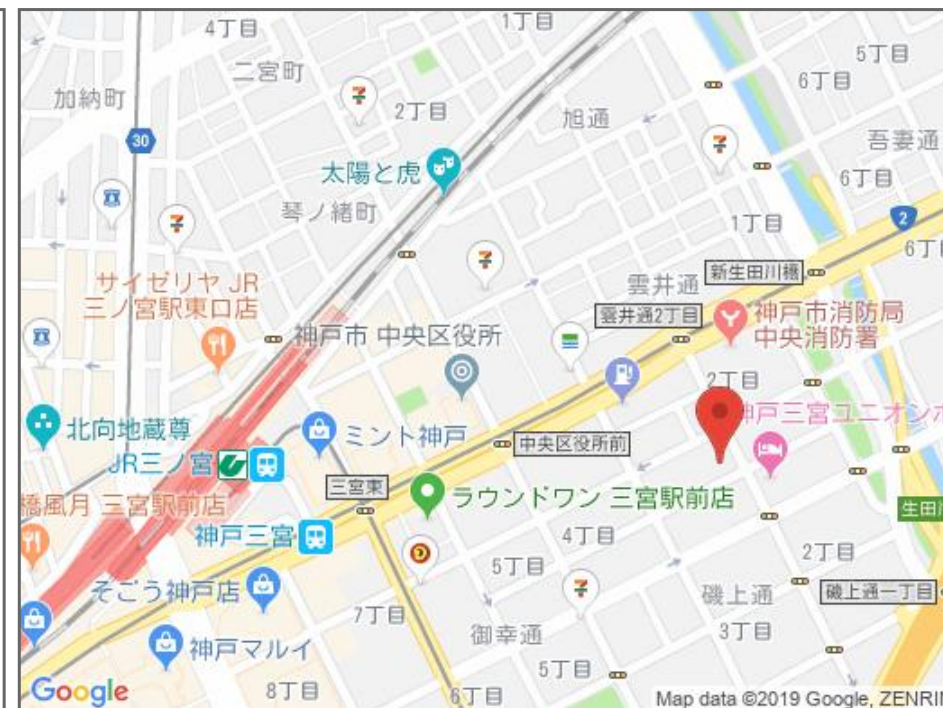 4丁目
1丁目
二宮町
5丁目
6丁目
加納町
2丁目
旭通
30
吾妻通
太陽と虎
6丁目
琴ノ緒町
1丁目
2
サイゼリヤ JR
三ノ宮駅東口店
雲井通
新生田川橋
神戸市 中央区役所
雲井通2丁目
神戸市消防局
中央消防署
2丁目
北向地蔵尊
ミント神戸
中央区役所前
神戸三宮ユニオンホ
JR三ノ宮
三宮東
ラウンドワン 三宮駅前店
橋風月 三宮駅前店
神戸三宮
4丁目
5丁目
2丁目
そごう神戸店
磯上通
磯上通一丁目
7丁目
御幸通
3丁目
神戸マルイ
5丁目
Google
8丁目
6丁目
Map data ©2019 Google, ZENRIN